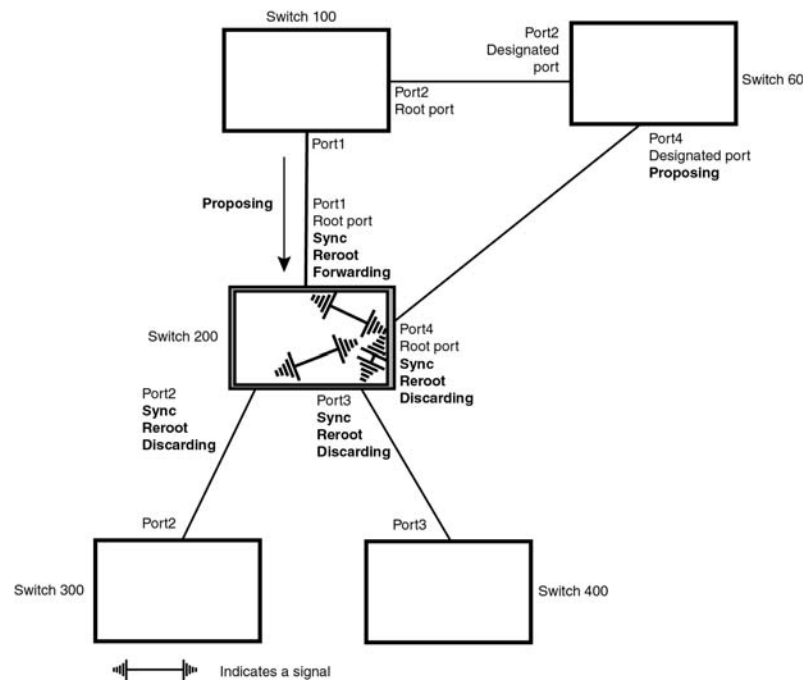 Switch 100
Port2
Designated
port
Switch 60
Port2
Root port
Port1
Port4
Designated port
Proposing
Proposing
Port1
Root port
Sync
Reroot
Forwarding
Switch 200
Port4
Root port
Sync
Reroot
Discarding
Port2
Sync
Reroot
Discarding
Port3
Sync
Reroot
Discarding
Port2
Port3
Switch 300
Switch 400
Indicates a signal